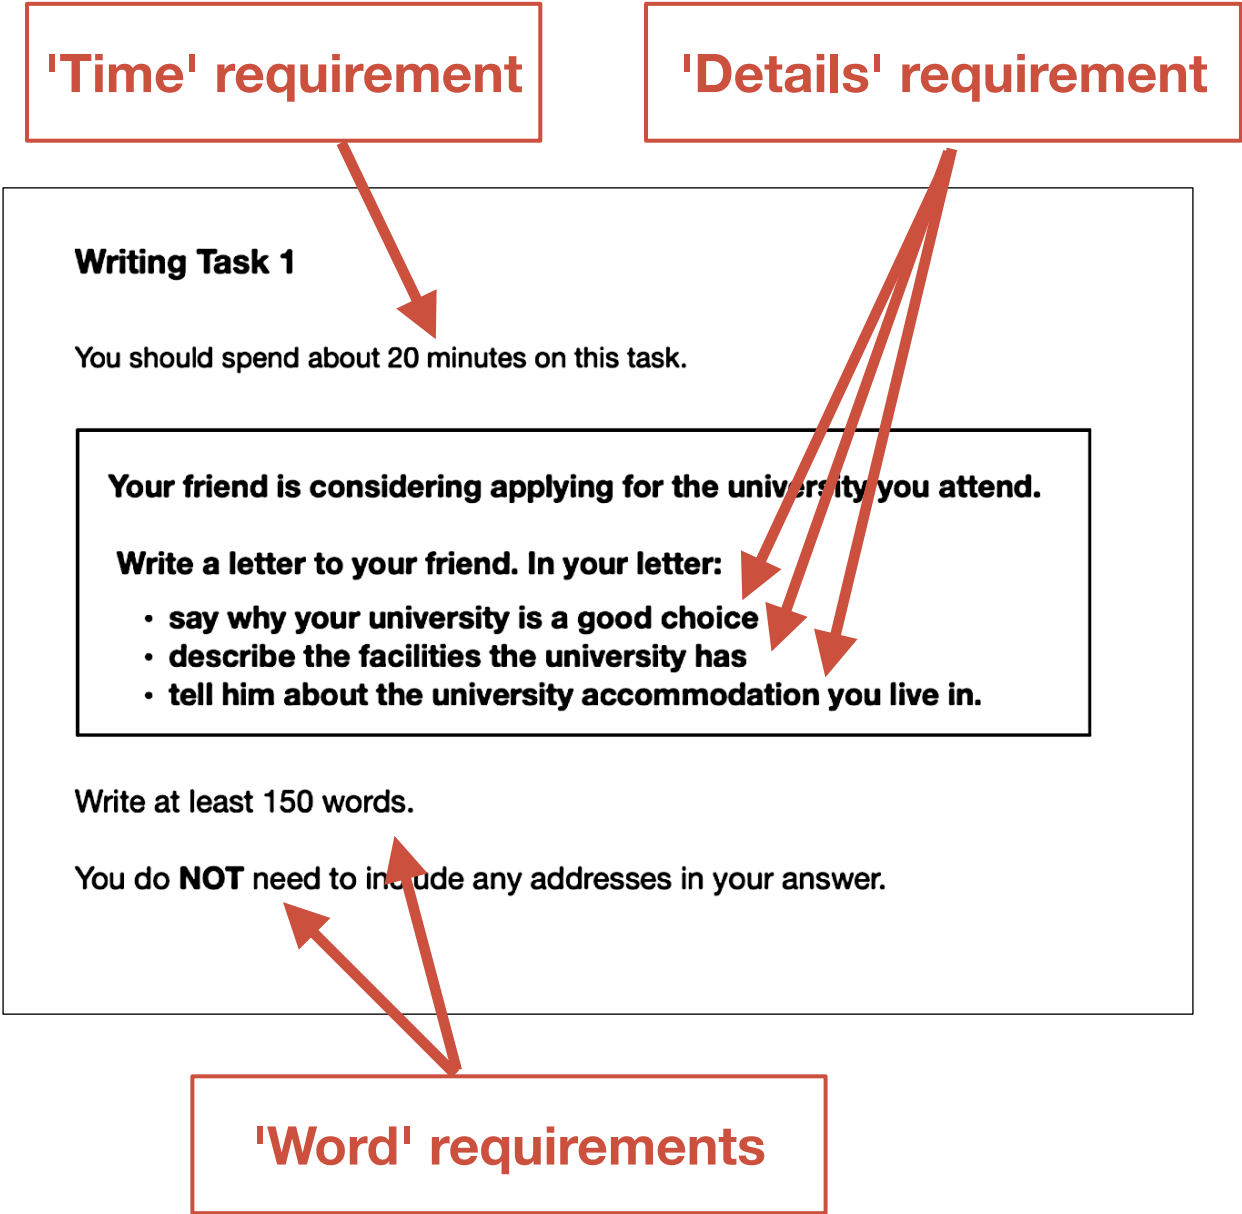 'Time' requirement
'Details' requirement
Writing Task 1
You should spend about 20 minutes on this task.
Your friend is considering applying for the university you attend.
Write a letter to your friend. In your letter:
• say why your university is a good choice
• describe the facilities the university has
• tell him about the university accommodation you live in.
Write at least 150 words.
You do NOT need to include any addresses in your answer.
'Word' requirements